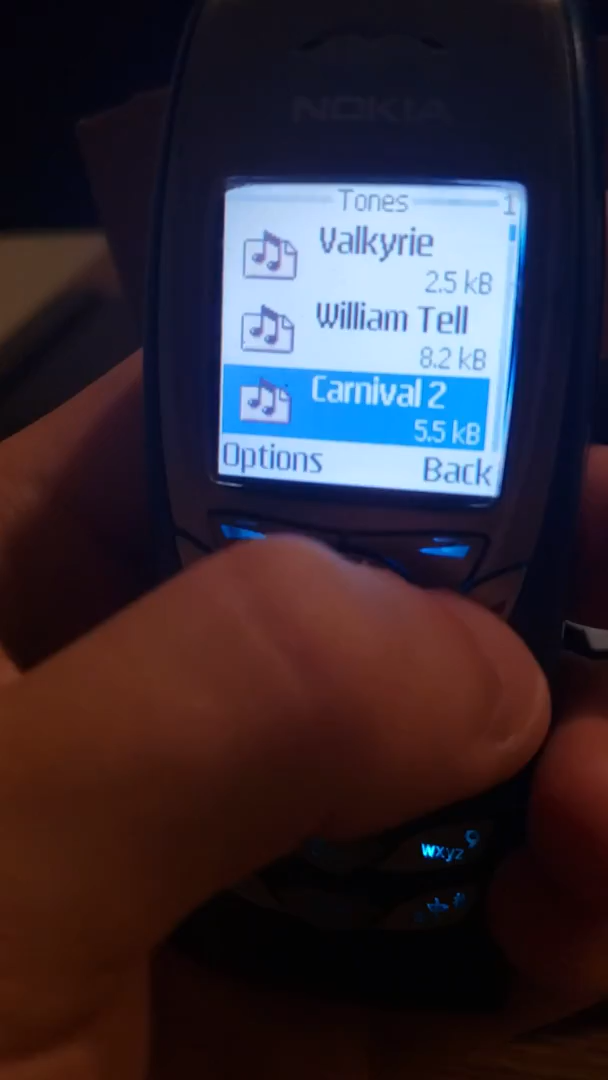 NOKIA
Tones 1
Valkyrie
2.5 kB
William Tell
8.2 kB
Carnival 2
5.5 kB
Options Back
wxyz 9
#